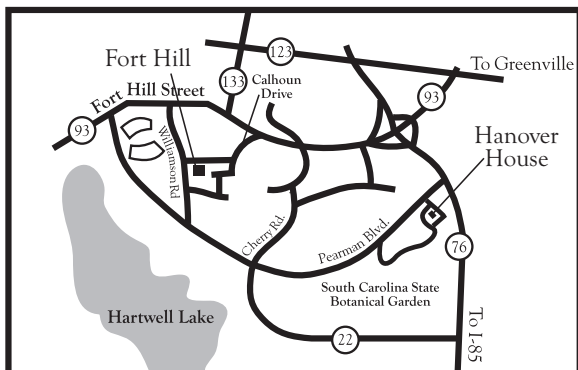 123
To Greenville
Fort Hill
133
Calhoun
Drive
93
Fort Hill Street
93
Williamson Rd
Hanover
House
Cherry Rd.
Pearman Blvd.
76
South Carolina State
Botanical Garden
Hartwell Lake
22
To I-85